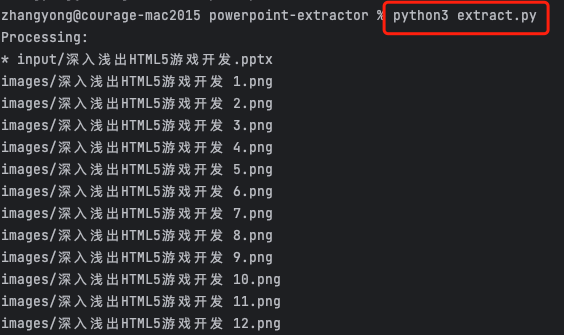 zhangyong@courage-mac2015 powerpoint-extractor % python3 extract.py
Processing:
* input/深入浅出HTML5游戏开发.pptx
images/深入浅出HTML5游戏开发 1.png
images/深入浅出HTML5游戏开发 2.png
images/深入浅出HTML5游戏开发 3.png
images/深入浅出HTML5游戏开发 4.png
images/深入浅出HTML5游戏开发 5.png
images/深入浅出HTML5游戏开发 6.png
images/深入浅出HTML5游戏开发 7.png
images/深入浅出HTML5游戏开发 8.png
images/深入浅出HTML5游戏开发 9.png
images/深入浅出HTML5游戏开发 10.png
images/深入浅出HTML5游戏开发 11.png
images/深入浅出HTML5游戏开发 12.png